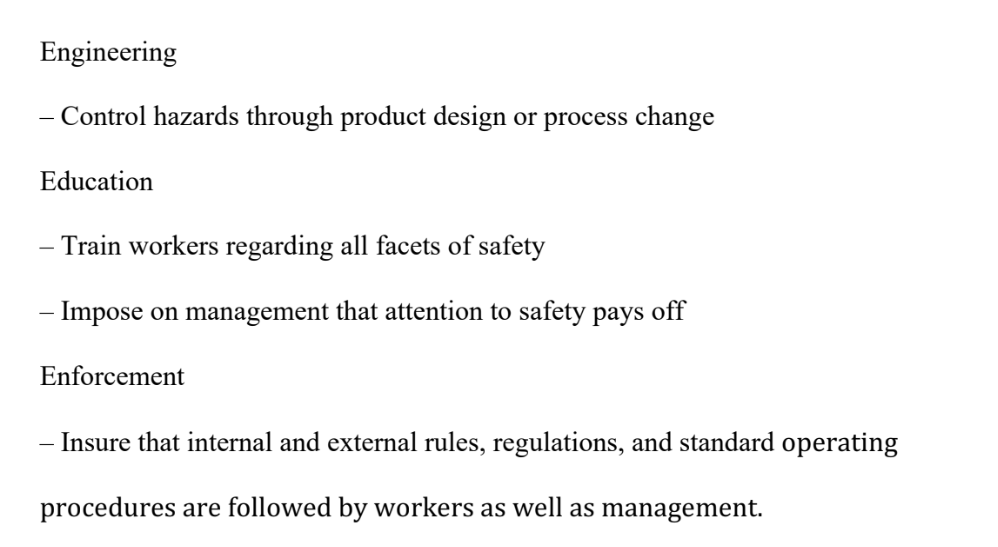 Engineering
– Control hazards through product design or process change
Education
– Train workers regarding all facets of safety
– Impose on management that attention to safety pays off
Enforcement
– Insure that internal and external rules, regulations, and standard operating
procedures are followed by workers as well as management.